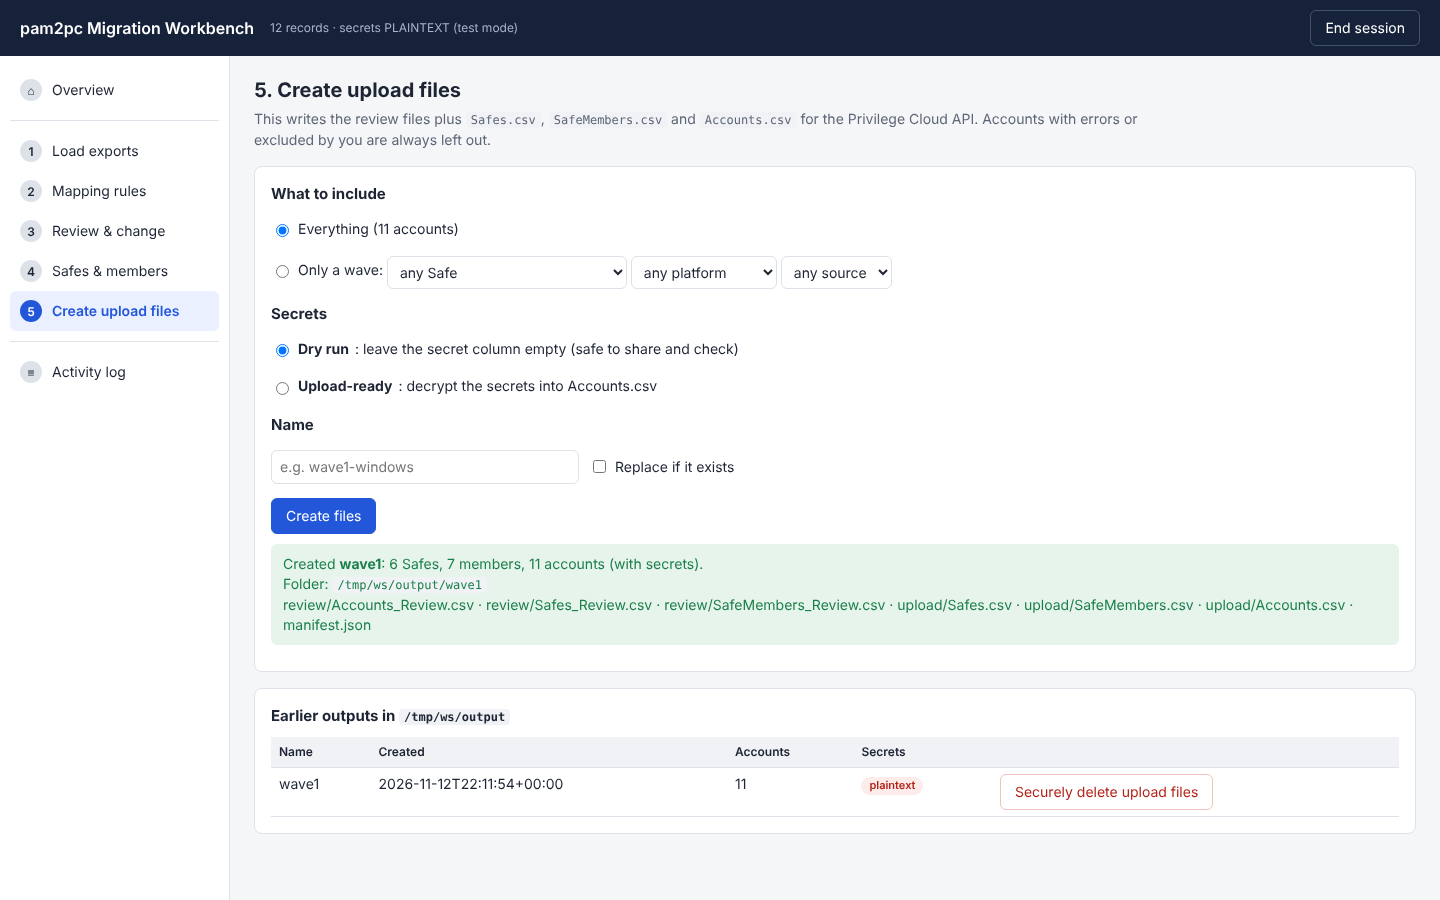 pam2pc Migration Workbench
12 records · secrets PLAINTEXT (test mode)
End session
⌂ Overview
1 Load exports
2 Mapping rules
3 Review & change
4 Safes & members
5 Create upload files
≡ Activity log
5. Create upload files
This writes the review files plus Safes.csv, SafeMembers.csv and Accounts.csv for the Privilege Cloud API. Accounts with errors or
excluded by you are always left out.
What to include
Everything (11 accounts)
Only a wave: any Safe any platform any source
Secrets
Dry run : leave the secret column empty (safe to share and check)
Upload-ready : decrypt the secrets into Accounts.csv
Name
e.g. wave1-windows Replace if it exists
Create files
Created wave1: 6 Safes, 7 members, 11 accounts (with secrets).
Folder: /tmp/ws/output/wave1
review/Accounts_Review.csv · review/Safes_Review.csv · review/SafeMembers_Review.csv · upload/Safes.csv · upload/SafeMembers.csv · upload/Accounts.csv ·
manifest.json
Earlier outputs in /tmp/ws/output
Name Created Accounts Secrets
wave1 2026-11-12T22:11:54+00:00 11 plaintext Securely delete upload files